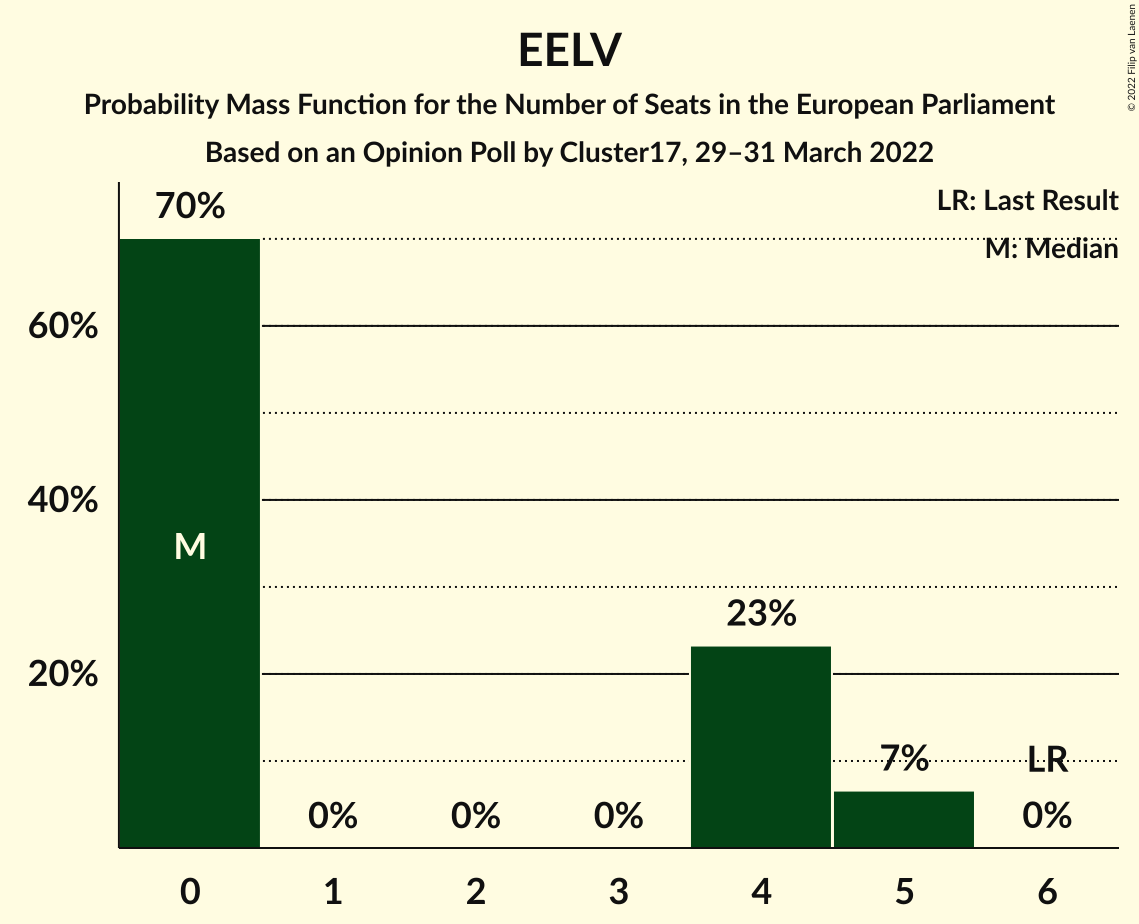 EELV
Probability Mass Function for the Number of Seats in the European Parliament
Based on an Opinion Poll by Cluster17, 29–31 March 2022
© 2022 Filip van Laenen
LR: Last Result
M: Median
70%
60%
40%
20%
M
23%
7%
LR
0%
0%
0%
0%
0
1
2
3
4
5
6